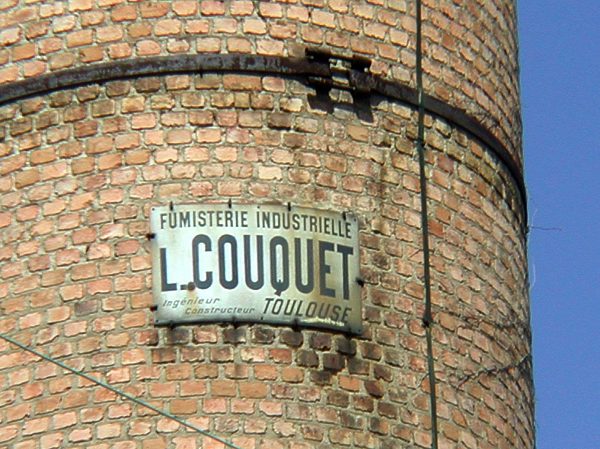 FUMISTERIE INDUSTRIELLE
L.COUQUET
Ingénieur
Constructeur TOULOUSE